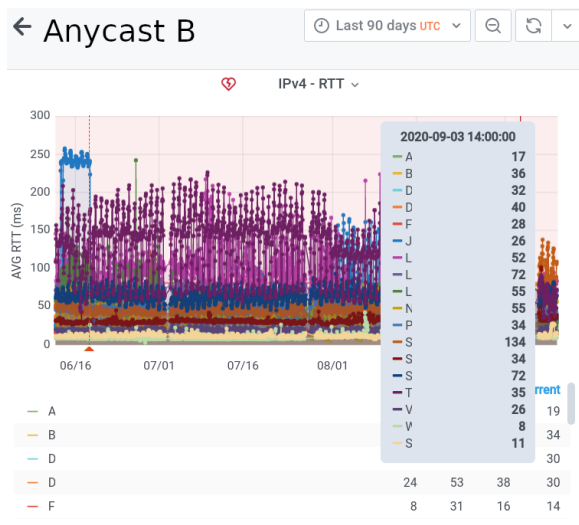 Anycast B
Last 90 days UTC
IPv4 - RTT
300
250
200
150
100
50
0
AVG RTT (ms)
06/16
07/01
07/16
08/01
2020-09-03 14:00:00
A 17
B 36
D 32
D 40
F 28
J 26
L 52
L 72
L 55
N 55
P 34
S 134
S 34
S 72
T 35
V 26
W 8
S 11
rrent
A 19
B 34
D 30
D 24 53 38 30
F 8 31 16 14